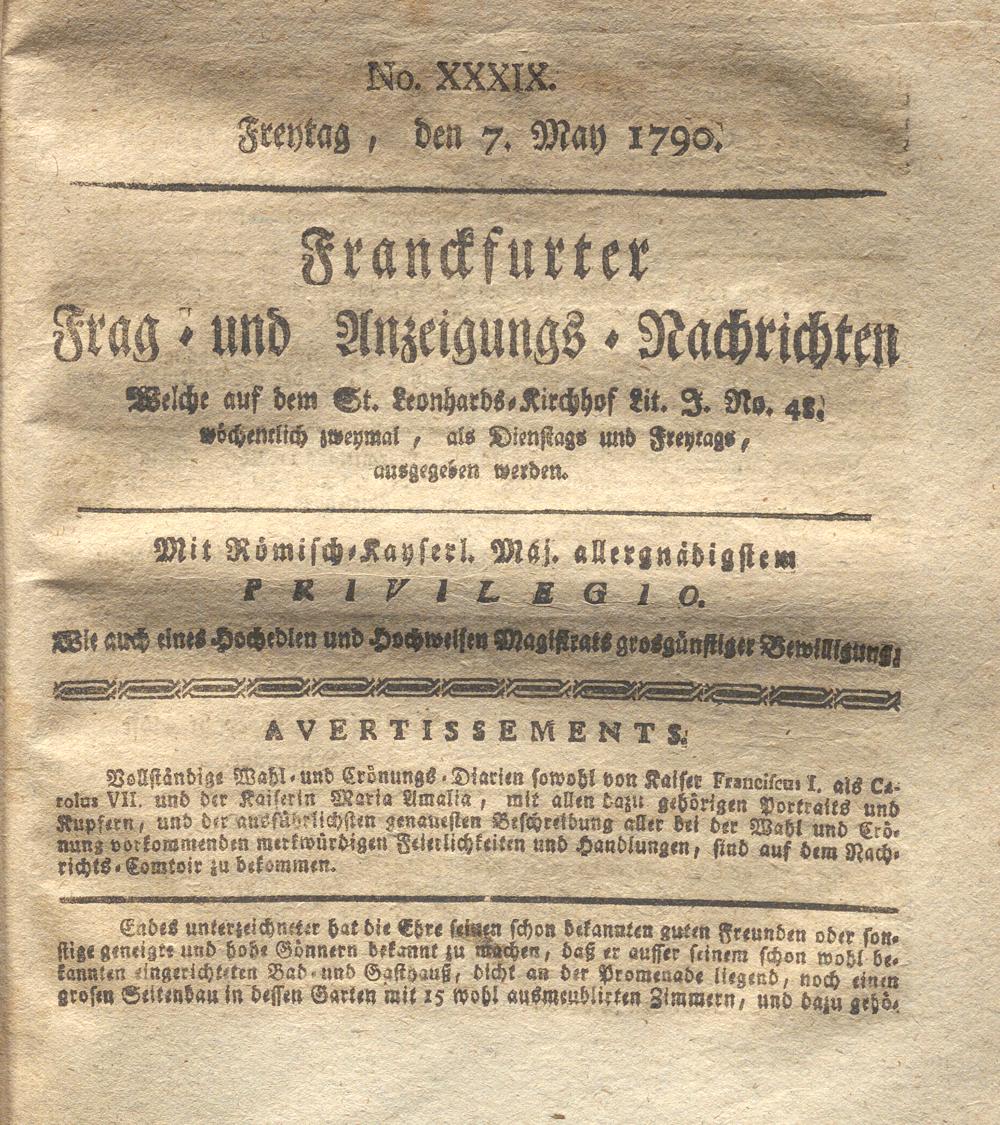 No. XXXIX.
Freytag, den 7. May 1790.
Franckfurter
Frag- und Anzeigungs-Nachrichten
Welche auf dem St. Leonhards-Kirchhof Lit. J. No. 48.
wöchentlich zweymal, als Dienstags und Freytags,
ausgegeben werden.
Mit Römisch-Kayserl. Maj. allergnädigstem
PRIVILEGIO.
Wie auch eines Hochedlen und Hochweisen Magistrats grosgünstiger Bewilligung.
AVERTISSEMENTS.
Vollständige Wahl- und Crönungs-Diarien sowohl von Kaiser Franciscus I. als Ca-
rolus VII. und der Kaiserin Maria Amalia, mit allen dazu gehörigen Portraits und
Kupfern, und der ausführlichsten genauesten Beschreibung aller bei der Wahl und Crö-
nung vorkommenden merkwürdigen Feierlichkeiten und Handlungen, sind auf dem Nach-
richts-Comtoir zu bekommen.
Endes unterzeichneter hat die Ehre seinen schon bekannten guten Freunden oder son-
stige geneigte und hohe Gönnern bekannt zu machen, daß er ausser seinem schon wohl be-
kannten eingerichteten Bad- und Gasthauß, dicht an der Promenade liegend, noch einen
grosen Seitenbau in dessen Garten mit 15 wohl ausmeublirten Zimmern, und dazu gehö-